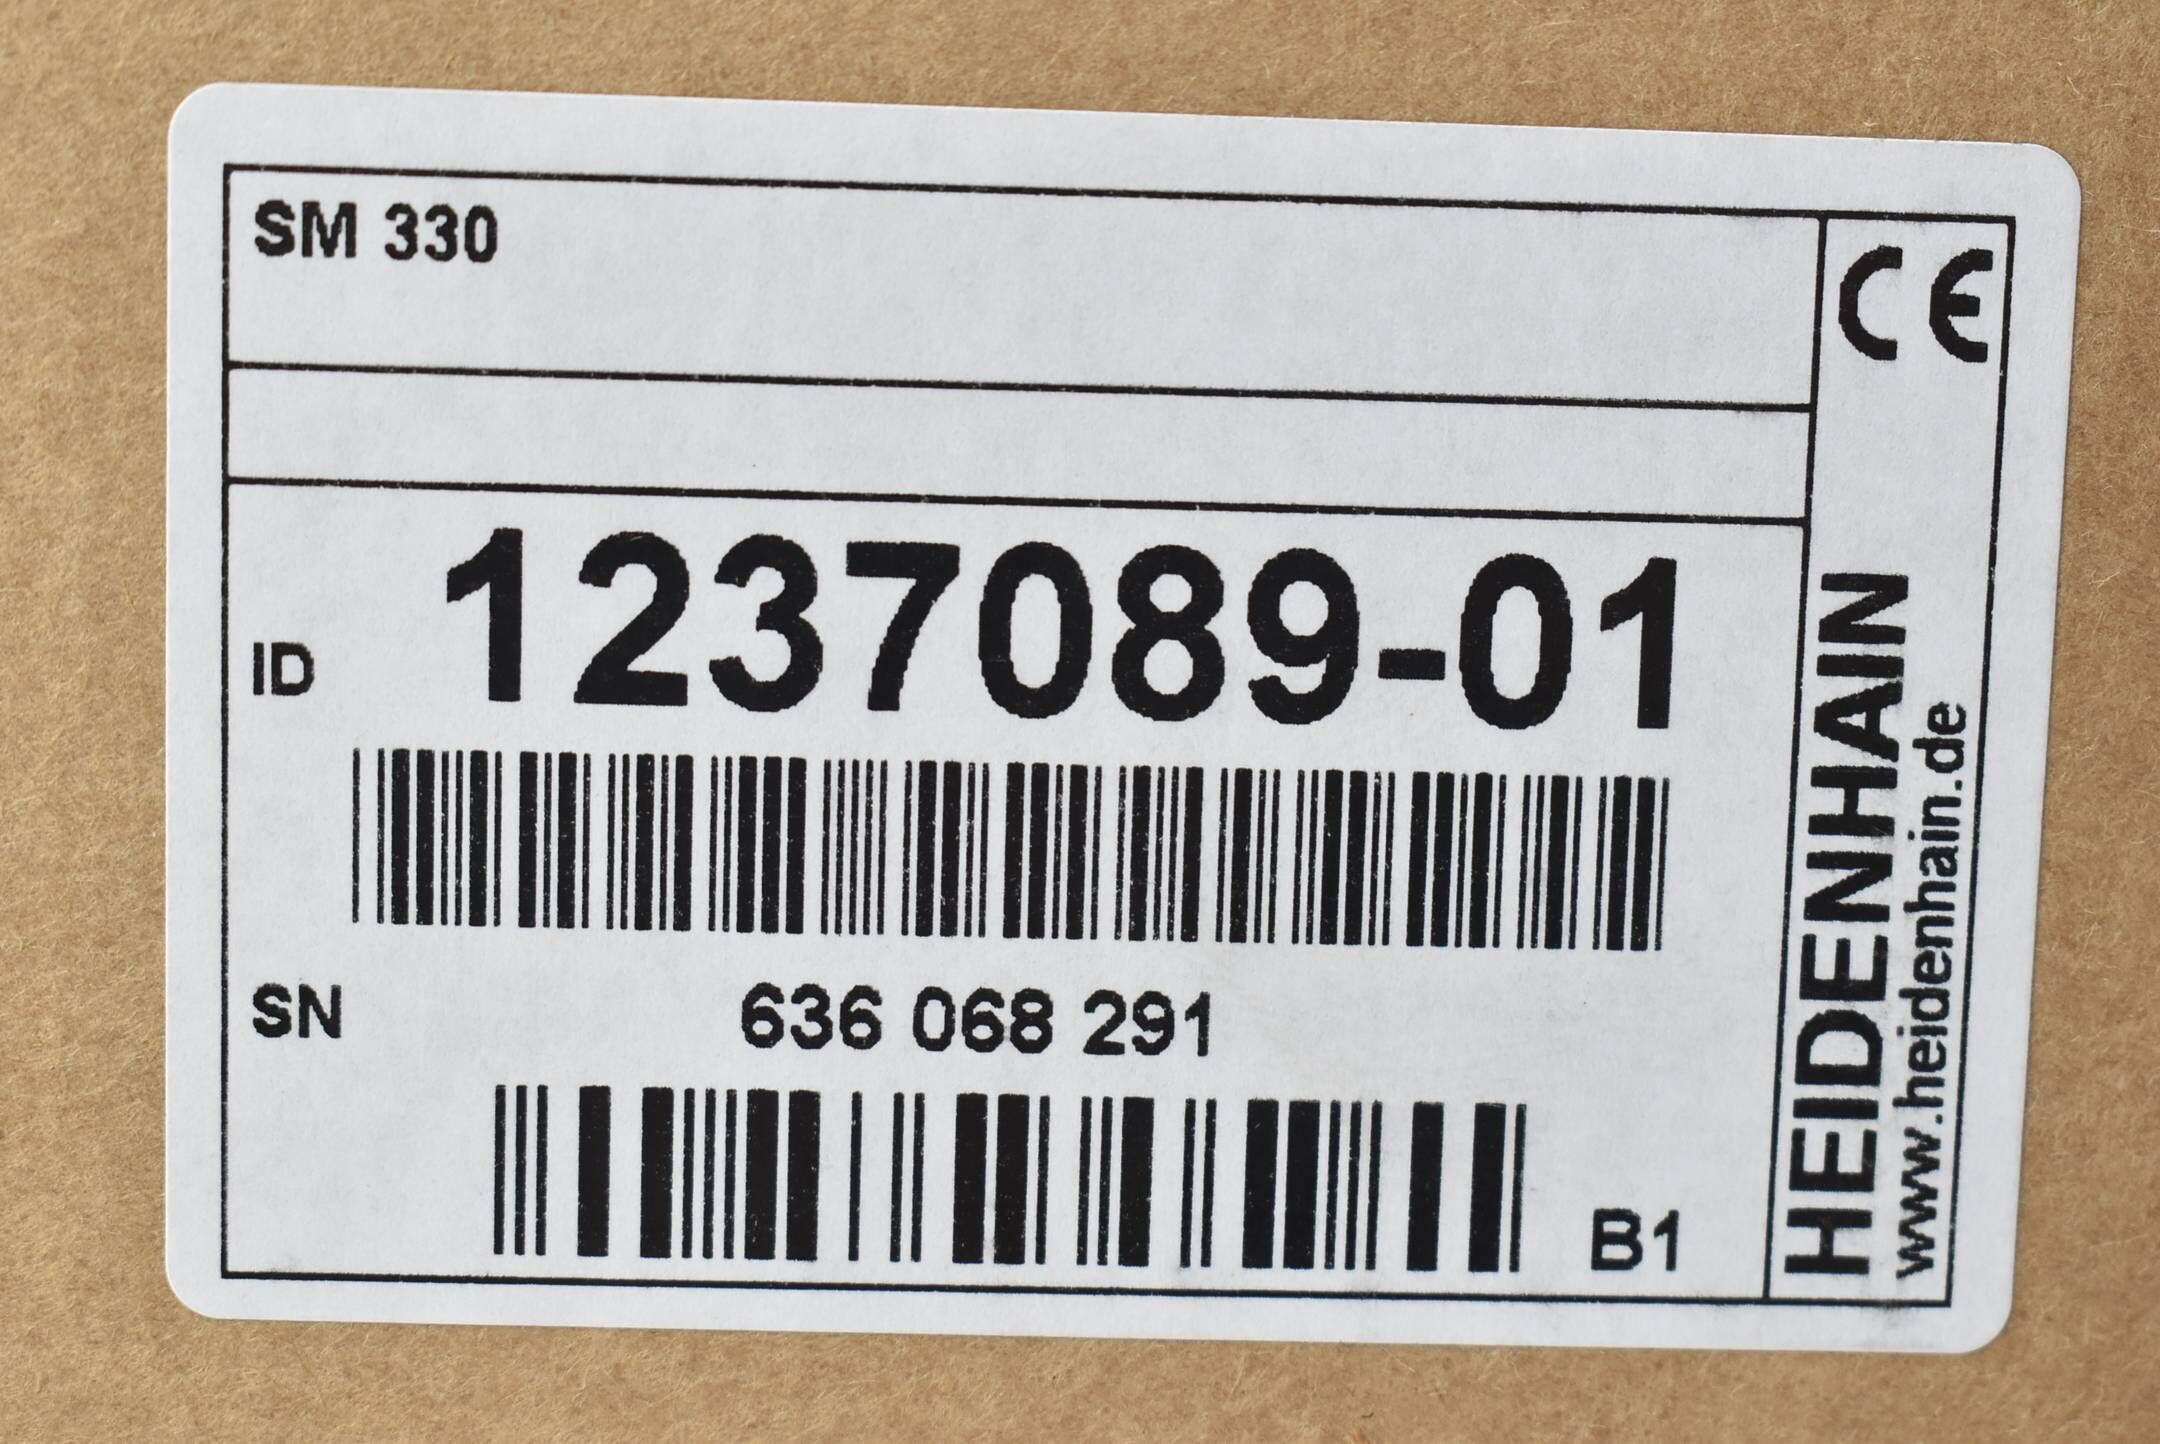 SM 330
CE
ID 1237089-01
SN 636 068 291
B1
HEIDENHAIN
www.heidenhain.de